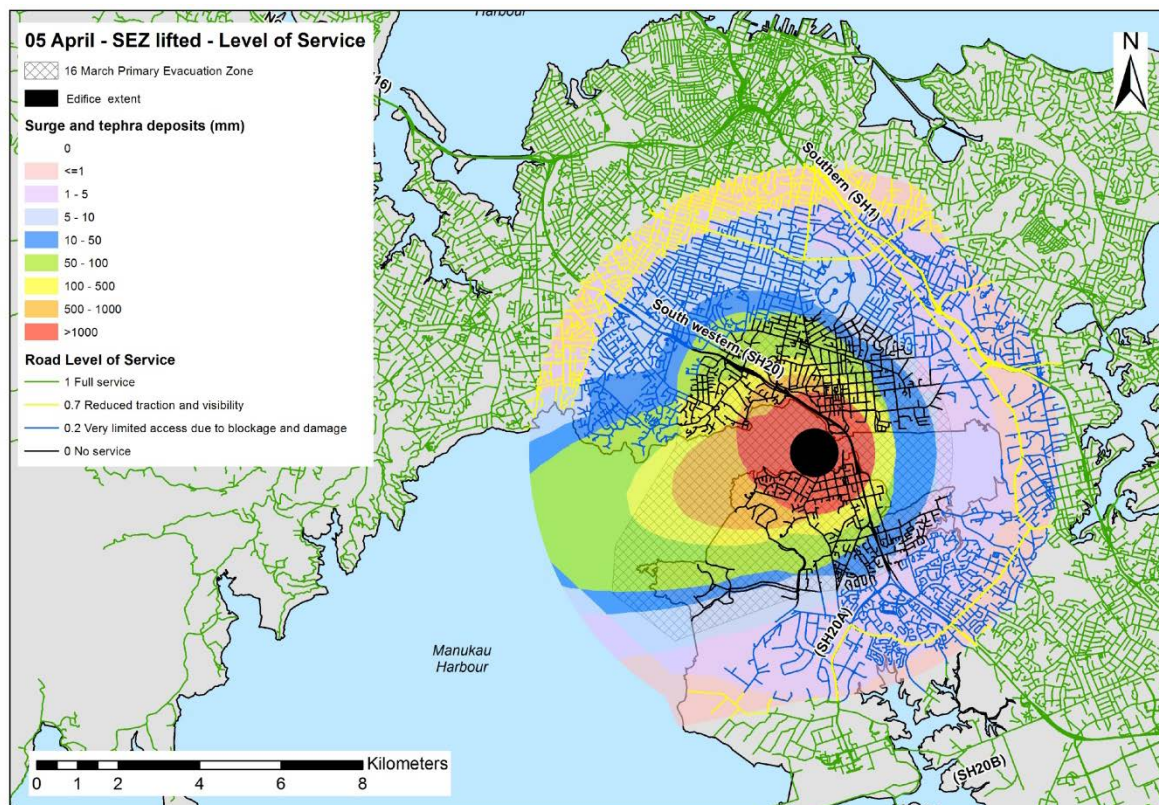 Harbour
05 April - SEZ lifted - Level of Service
16 March Primary Evacuation Zone
Edifice extent
Surge and tephra deposits (mm)
0
<=1
1 - 5
5 - 10
10 - 50
50 - 100
100 - 500
500 - 1000
>1000
Road Level of Service
1 Full service
0.7 Reduced traction and visibility
0.2 Very limited access due to blockage and damage
0 No service
N
16)
Southern (SH1)
South western (SH20)
(SH20A)
(SH20B)
Manukau
Harbour
Kilometers
0 1 2 4 6 8